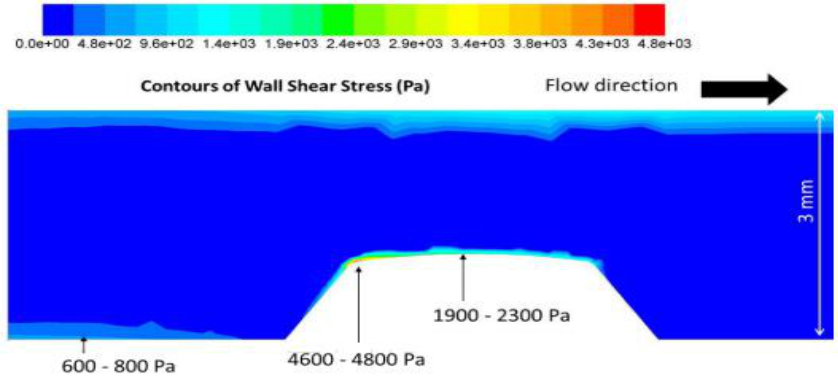 0.0e+00 4.8e+02 9.6e+02 1.4e+03 1.9e+03 2.4e+03 2.9e+03 3.4e+03 3.8e+03 4.3e+03 4.8e+03
Contours of Wall Shear Stress (Pa) Flow direction
3 mm
1900 - 2300 Pa
4600 - 4800 Pa
600 - 800 Pa